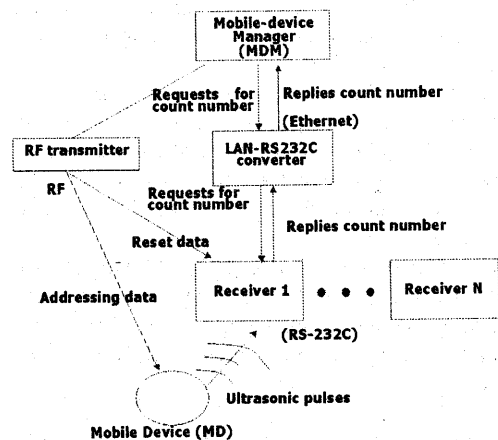 Mobile-device
Manager
(MDM)
Requests for
count number
Replies count number
(Ethernet)
RF transmitter
LAN-RS232C
converter
RF
Requests for
count number
Replies count number
Reset data
Addressing data
Receiver 1
Receiver N
(RS-232C)
Ultrasonic pulses
Mobile Device (MD)